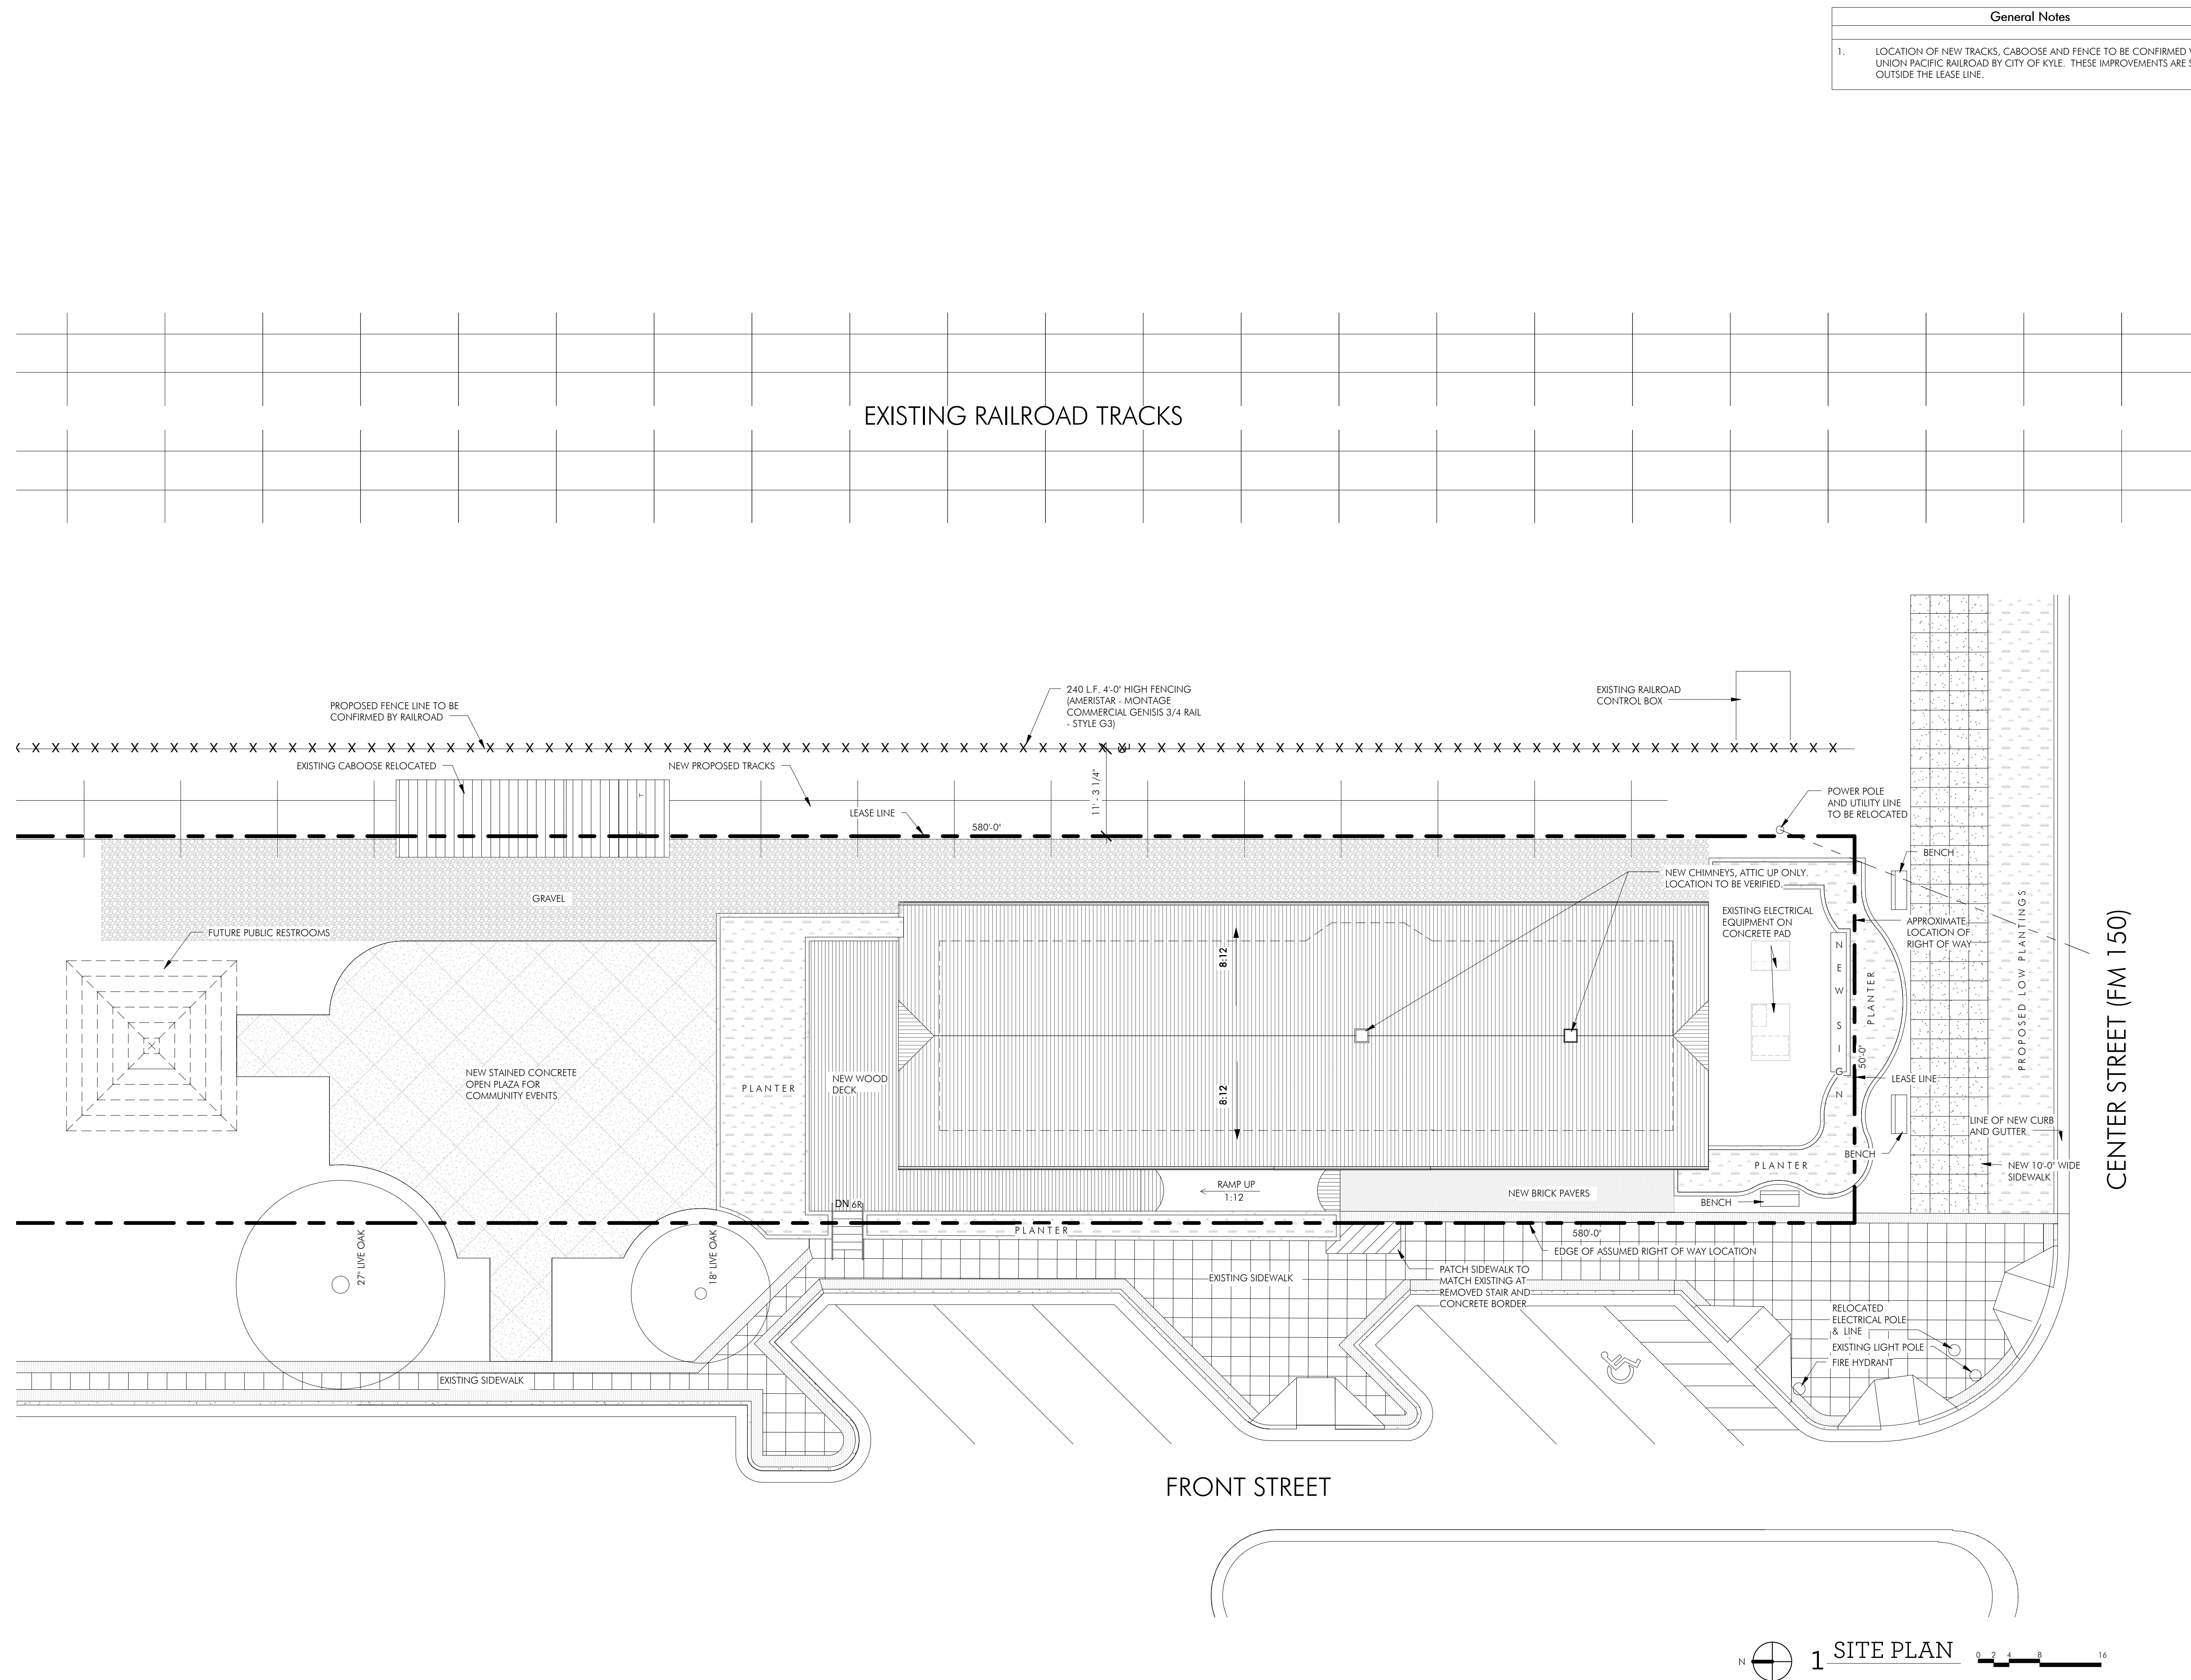 General Notes
1. LOCATION OF NEW TRACKS, CABOOSE AND FENCE TO BE CONFIRMED
UNION PACIFIC RAILROAD BY CITY OF KYLE. THESE IMPROVEMENTS ARE
OUTSIDE THE LEASE LINE.
EXISTING RAILROAD TRACKS
240 L.F. 4'-0" HIGH FENCING
(AMERISTAR - MONTAGE
COMMERCIAL GENISIS 3/4 RAIL
- STYLE G3)
EXISTING RAILROAD
CONTROL BOX
PROPOSED FENCE LINE TO BE
CONFIRMED BY RAILROAD
EXISTING CABOOSE RELOCATED
NEW PROPOSED TRACKS
11' - 3 1/4"
LEASE LINE
580'-0"
POWER POLE
AND UTILITY LINE
TO BE RELOCATED
BENCH
NEW CHIMNEYS, ATTIC UP ONLY.
LOCATION TO BE VERIFIED.
GRAVEL
EXISTING ELECTRICAL
EQUIPMENT ON
CONCRETE PAD
APPROXIMATE
LOCATION OF
RIGHT OF WAY
FUTURE PUBLIC RESTROOMS
8:12
NEW SIGN
PLANTER
PROPOSED LOW PLANTINGS
CENTER STREET (FM 150)
50'-0"
NEW STAINED CONCRETE
OPEN PLAZA FOR
COMMUNITY EVENTS
PLANTER
NEW WOOD
DECK
8:12
LEASE LINE
LINE OF NEW CURB
AND GUTTER
BENCH
PLANTER
NEW 10'-0" WIDE
SIDEWALK
RAMP UP
1:12
NEW BRICK PAVERS
BENCH
DN 6R
PLANTER
580'-0"
EDGE OF ASSUMED RIGHT OF WAY LOCATION
27" LIVE OAK
18" LIVE OAK
EXISTING SIDEWALK
PATCH SIDEWALK TO
MATCH EXISTING AT
REMOVED STAIR AND
CONCRETE BORDER
RELOCATED
ELECTRICAL POLE
& LINE
EXISTING LIGHT POLE
FIRE HYDRANT
EXISTING SIDEWALK
FRONT STREET
N
1 SITE PLAN
0 2 4 8 16